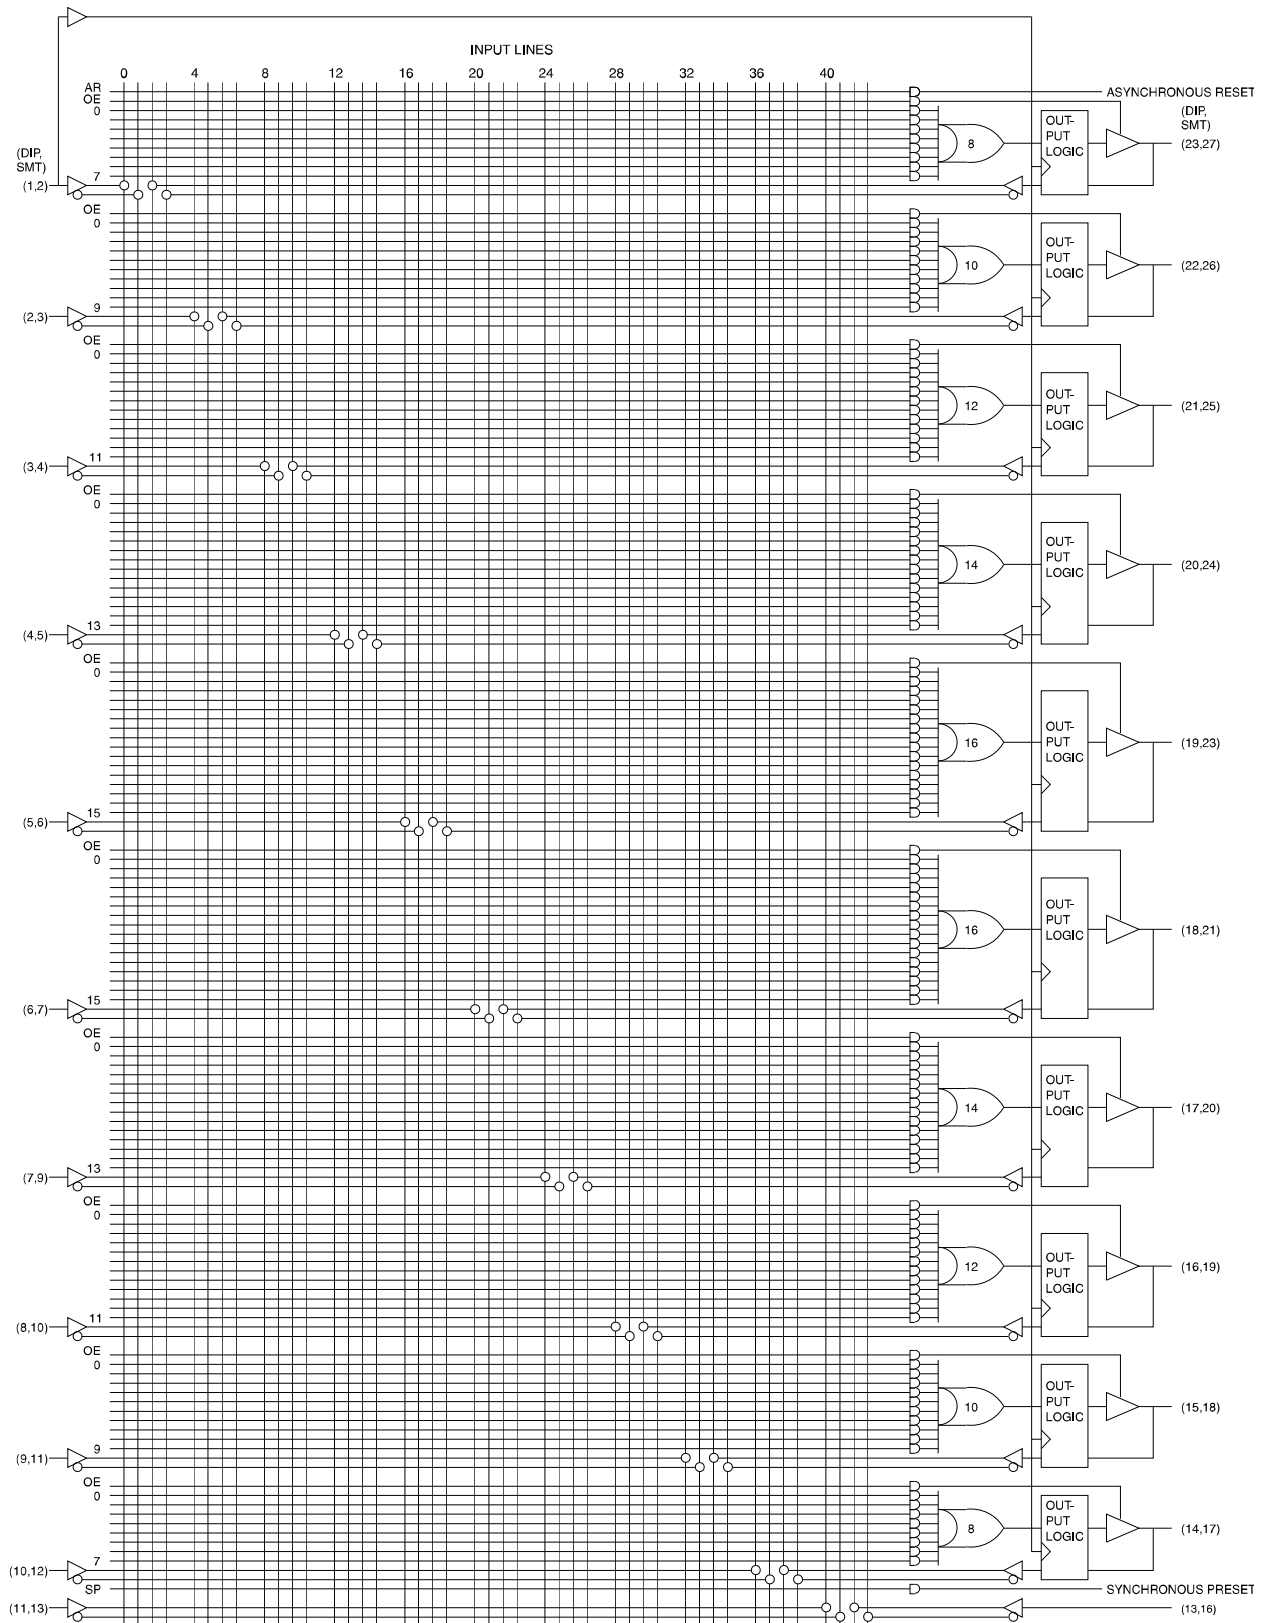 INPUT LINES
0 4 8 12 16 20 24 28 32 36 40
AR
OE
0
ASYNCHRONOUS RESET
(DIP,
SMT)
OUT-
PUT
LOGIC
8
(23,27)
(DIP,
SMT)
7
(1,2)
OE
0
OUT-
PUT
LOGIC
10
(22,26)
9
(2,3)
OE
0
OUT-
PUT
LOGIC
12
(21,25)
11
(3,4)
OE
0
OUT-
PUT
LOGIC
14
(20,24)
13
(4,5)
OE
0
OUT-
PUT
LOGIC
16
(19,23)
15
(5,6)
OE
0
OUT-
PUT
LOGIC
16
(18,21)
15
(6,7)
OE
0
OUT-
PUT
LOGIC
14
(17,20)
13
(7,9)
OE
0
OUT-
PUT
LOGIC
12
(16,19)
11
(8,10)
OE
0
OUT-
PUT
LOGIC
10
(15,18)
9
(9,11)
OE
0
OUT-
PUT
LOGIC
8
(14,17)
7
(10,12)
SP
SYNCHRONOUS PRESET
(11,13)
(13,16)